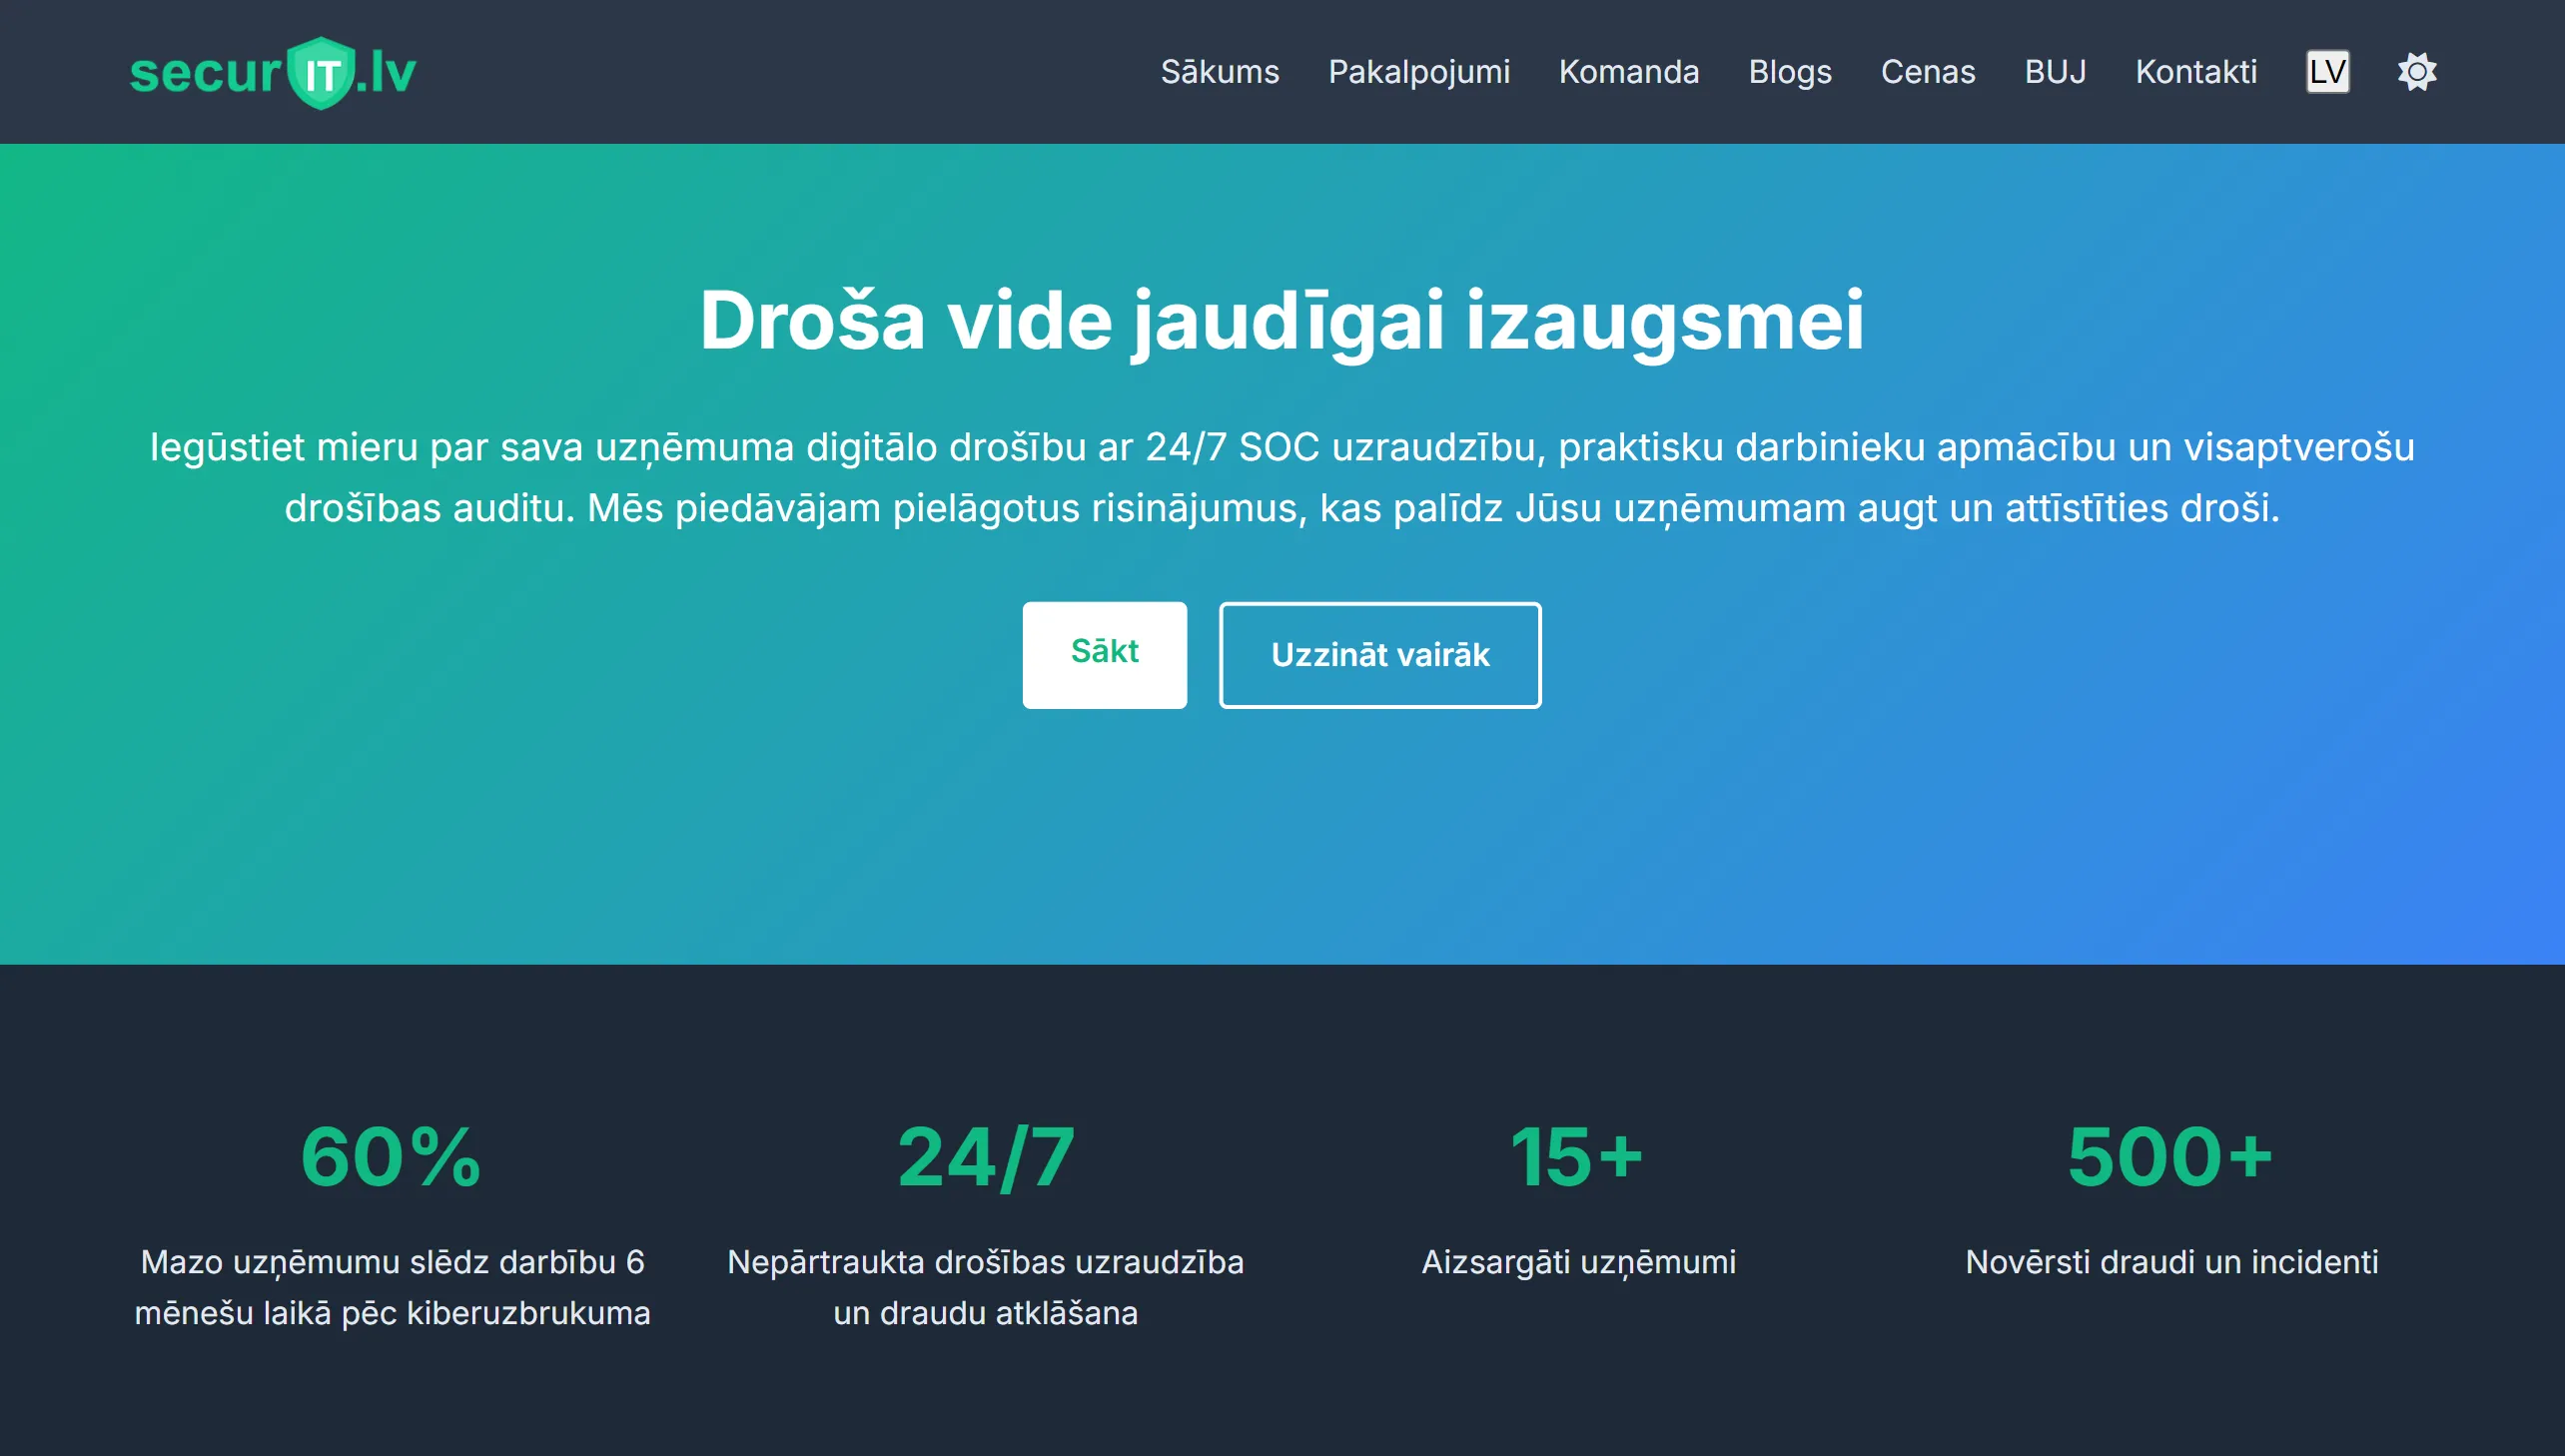 securIT.lv
Sākums Pakalpojumi Komanda Blogs Cenas BUJ Kontakti LV
Droša vide jaudīgai izaugsmei
Iegūstiet mieru par sava uzņēmuma digitālo drošību ar 24/7 SOC uzraudzību, praktisku darbinieku apmācību un visaptverošu
drošības auditu. Mēs piedāvājam pielāgotus risinājumus, kas palīdz Jūsu uzņēmumam augt un attīstīties droši.
Sākt
Uzzināt vairāk
60%
Mazo uzņēmumu slēdz darbību 6
mēnešu laikā pēc kiberuzbrukuma
24/7
Nepārtraukta drošības uzraudzība
un draudu atklāšana
15+
Aizsargāti uzņēmumi
500+
Novērsti draudi un incidenti